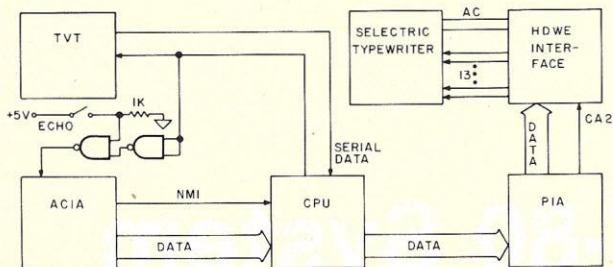 TVT
SELECTRIC
TYPEWRITER
AC
13
HDWE
INTER-
FACE
+5V
ECHO
1K
SERIAL
DATA
DATA
CA2
ACIA
NMI
DATA
CPU
DATA
PIA